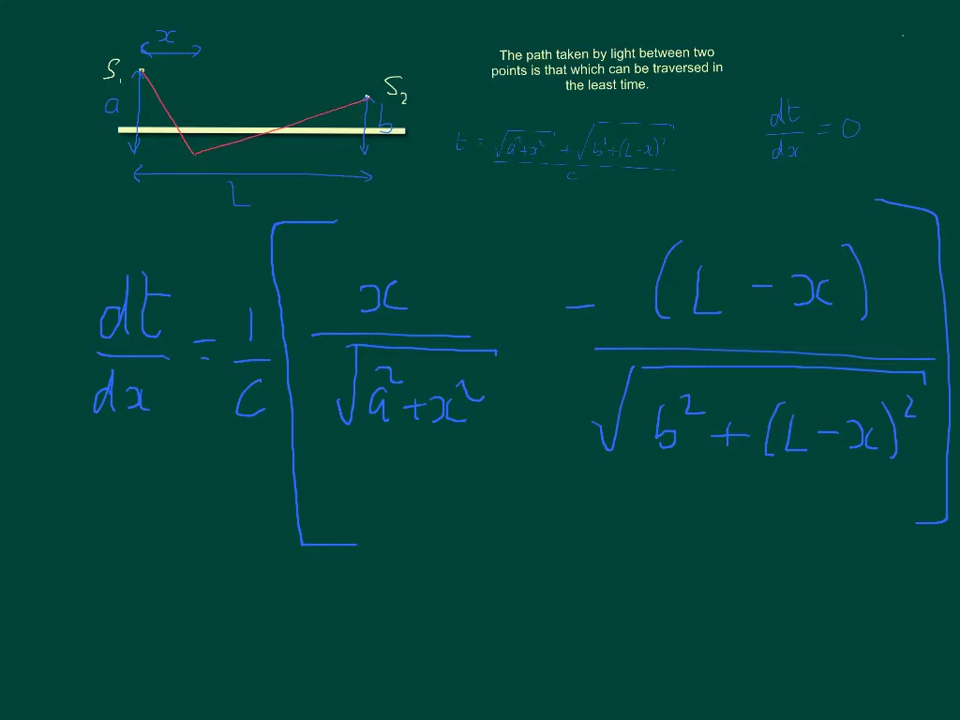 x
S₁
a
S₂
b
L
The path taken by light between two
points is that which can be traversed in
the least time.
t = (√(a²+x²) + √(b²+(L-x)²)) / c
dt/dx = 0
dt/dx = 1/c [ x / √(a²+x²) - (L-x) / √(b²+(L-x)²) ]